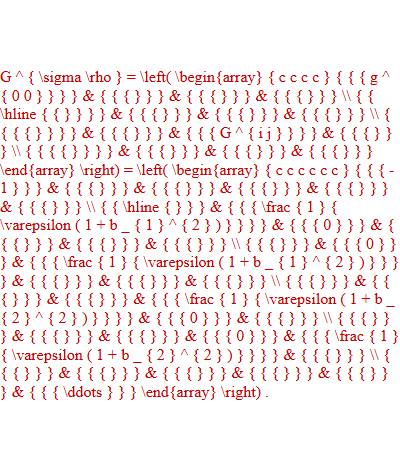 G ^ { \sigma \rho } = \left( \begin{array} { c c c c } { { { g ^
{ 0 0 } } } } & { { { } } } & { { { } } } & { { { } } } \\ { {
\hline { { } } } } & { { { } } } & { { { } } } & { { { } } } \\ {
{ { { } } } } & { { { } } } & { { { G ^ { i j } } } } & { { { } }
} \\ { { { { } } } } & { { { } } } & { { { } } } & { { { } } }
\end{array} \right) = \left( \begin{array} { c c c c c c } { { { -
1 } } } & { { { } } } & { { { } } } & { { { } } } & { { { } } }
& { { { } } } \\ { { \hline { } } } & { { { \frac { 1 } {
\varepsilon ( 1 + b _ { 1 } ^ { 2 } ) } } } } & { { { 0 } } } & {
{ { } } } & { { { } } } & { { { } } } \\ { { { } } } & { { { 0 } }
} & { { { \frac { 1 } { \varepsilon ( 1 + b _ { 1 } ^ { 2 } ) } } }
} & { { { } } } & { { { } } } & { { { } } } \\ { { { } } } & { {
{ } } } & { { { } } } & { { { \frac { 1 } { \varepsilon ( 1 + b _
{ 2 } ^ { 2 } ) } } } } & { { { 0 } } } & { { { } } } \\ { { { } }
} & { { { } } } & { { { } } } & { { { 0 } } } & { { { \frac { 1 }
{ \varepsilon ( 1 + b _ { 2 } ^ { 2 } ) } } } } & { { { } } } \\ {
{ { } } } & { { { } } } & { { { } } } & { { { } } } & { { { } }
} & { { { \ddots } } } \end{array} \right) .